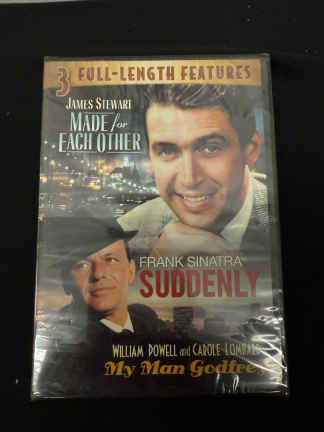 3 FULL-LENGTH FEATURES
JAMES STEWART
MADE for
EACH OTHER
FRANK SINATRA
SUDDENLY
WILLIAM POWELL and CAROLE LOMBARD
My Man Godfrey